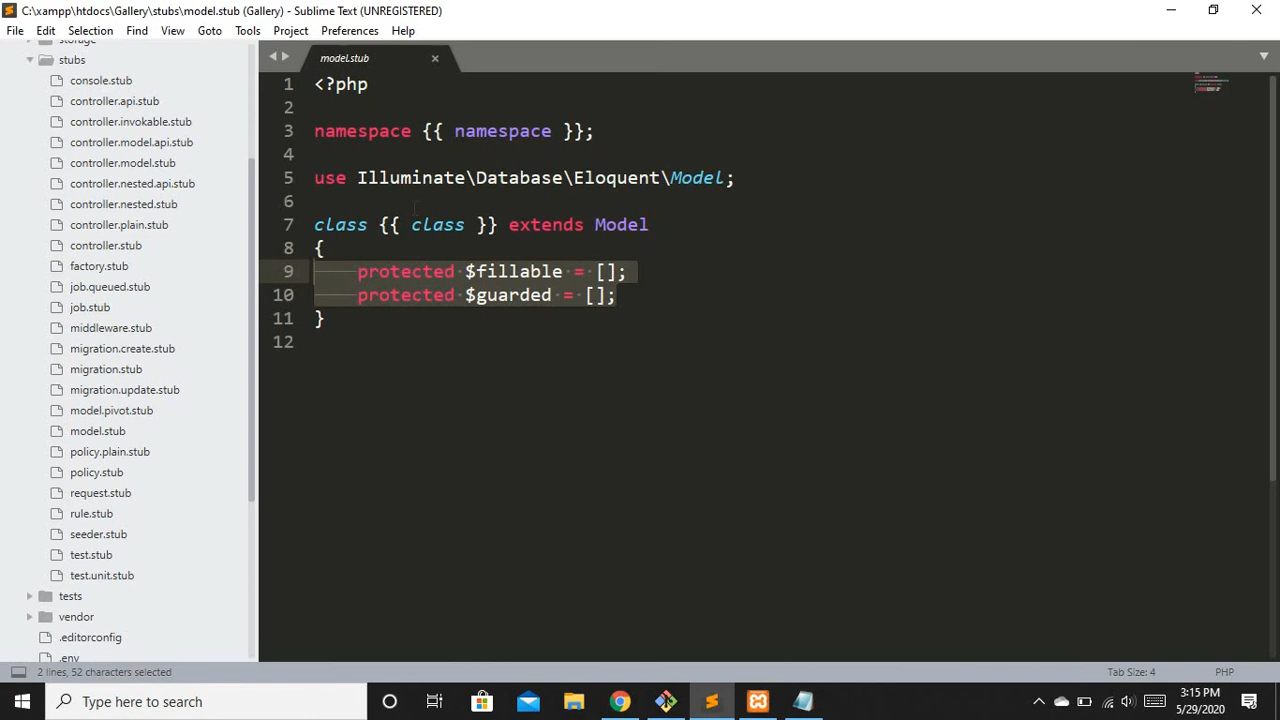 C:\xampp\htdocs\Gallery\stubs\model.stub (Gallery) - Sublime Text (UNREGISTERED)
File Edit Selection Find View Goto Tools Project Preferences Help
storage
stubs
console.stub
controller.api.stub
controller.invokable.stub
controller.model.api.stub
controller.model.stub
controller.nested.api.stub
controller.nested.stub
controller.plain.stub
controller.stub
factory.stub
job.queued.stub
job.stub
middleware.stub
migration.create.stub
migration.stub
migration.update.stub
model.pivot.stub
model.stub
policy.plain.stub
policy.stub
request.stub
rule.stub
seeder.stub
test.stub
test.unit.stub
tests
vendor
.editorconfig
.env
model.stub
1 <?php
2
3 namespace {{ namespace }};
4
5 use Illuminate\Database\Eloquent\Model;
6
7 class {{ class }} extends Model
8 {
9 protected $fillable = [];
10 protected $guarded = [];
11 }
12
2 lines, 52 characters selected
Tab Size: 4
PHP
Type here to search
3:15 PM
5/29/2020